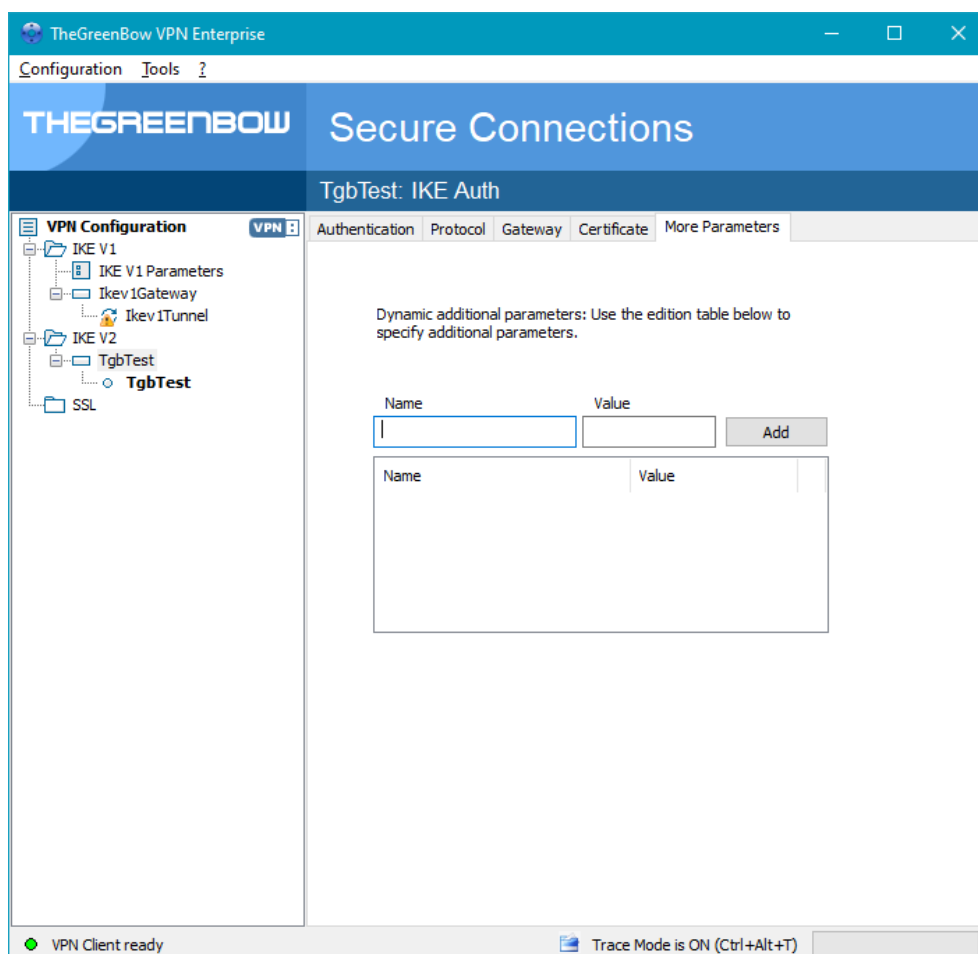 TheGreenBow VPN Enterprise
Configuration Tools ?
THEGREENBOW
Secure Connections
TgbTest: IKE Auth
VPN Configuration
VPN
IKE V1
IKE V1 Parameters
Ikev1Gateway
Ikev1Tunnel
IKE V2
TgbTest
TgbTest
SSL
Authentication Protocol Gateway Certificate More Parameters
Dynamic additional parameters: Use the edition table below to
specify additional parameters.
Name Value
Add
Name Value
VPN Client ready
Trace Mode is ON (Ctrl+Alt+T)